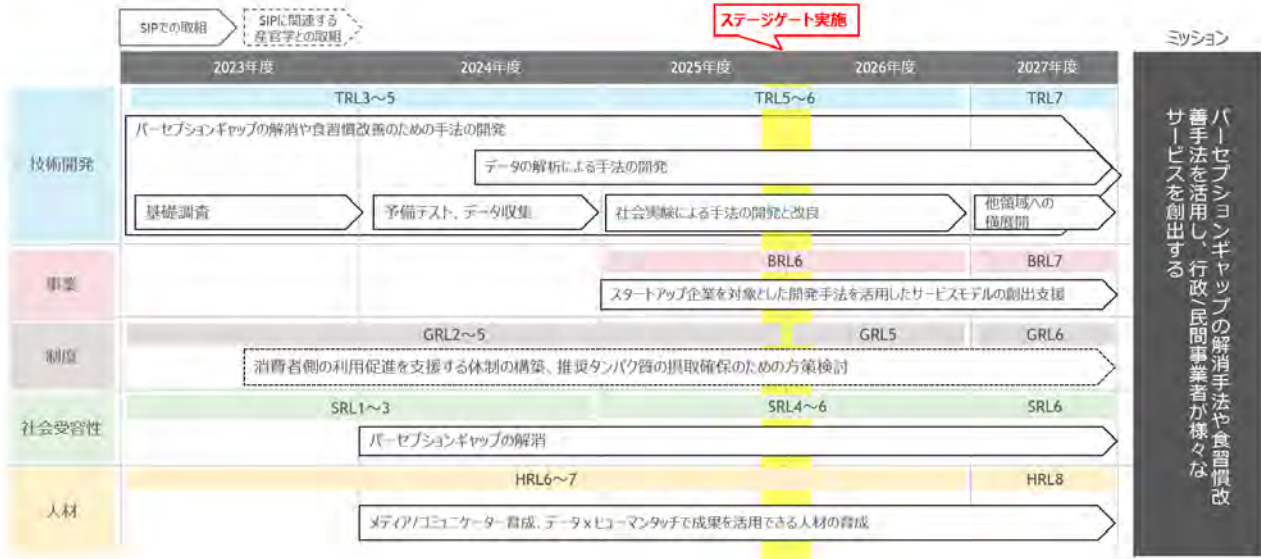 SIPでの取組
SIPに関連する
産官学との取組
ステージゲート実施
ミッション
2023年度
2024年度
2025年度
2026年度
2027年度
技術開発
TRL3～5
TRL5～6
TRL7
パーセプションギャップの解消や食習慣改善のための手法の開発
データの解析による手法の開発
基礎調査
予備テスト、データ収集
社会実験による手法の開発と改良
他領域への
横展開
事業
BRL6
BRL7
スタートアップ企業を対象とした開発手法を活用したサービスモデルの創出支援
制度
GRL2～5
GRL5
GRL6
消費者側の利用促進を支援する体制の構築、推奨タンパク質の摂取確保のための方策検討
社会受容性
SRL1～3
SRL4～6
SRL6
パーセプションギャップの解消
人材
HRL6～7
HRL8
メディア/コミュニケーター育成、データ×ヒューマンタッチで成果を活用できる人材の育成
パーセプションギャップの解消手法や食習慣改
善手法を活用し、行政/民間事業者が様々な
サービスを創出する